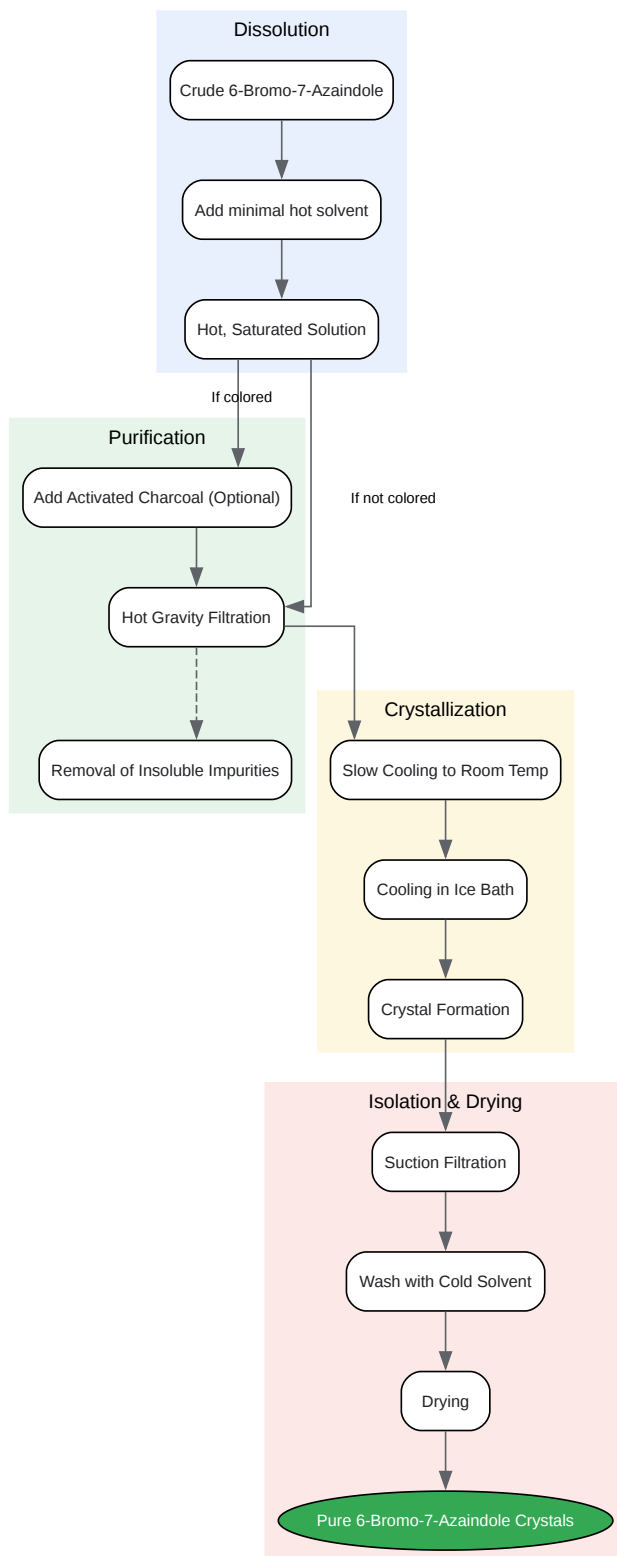 Dissolution
Crude 6-Bromo-7-Azaindole
Add minimal hot solvent
Hot, Saturated Solution
If colored
Purification
Add Activated Charcoal (Optional)
If not colored
Hot Gravity Filtration
Removal of Insoluble Impurities
Crystallization
Slow Cooling to Room Temp
Cooling in Ice Bath
Crystal Formation
Isolation & Drying
Suction Filtration
Wash with Cold Solvent
Drying
Pure 6-Bromo-7-Azaindole Crystals